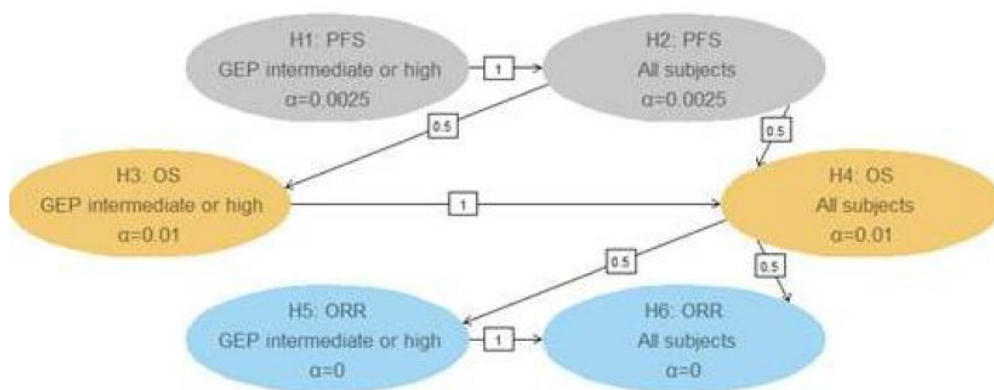 H1: PFS
GEP intermediate or high
α=0.0025
1
H2: PFS
All subjects
α=0.0025
0.5
0.5
H3: OS
GEP intermediate or high
α=0.01
1
H4: OS
All subjects
α=0.01
0.5
0.5
H5: ORR
GEP intermediate or high
α=0
1
H6: ORR
All subjects
α=0